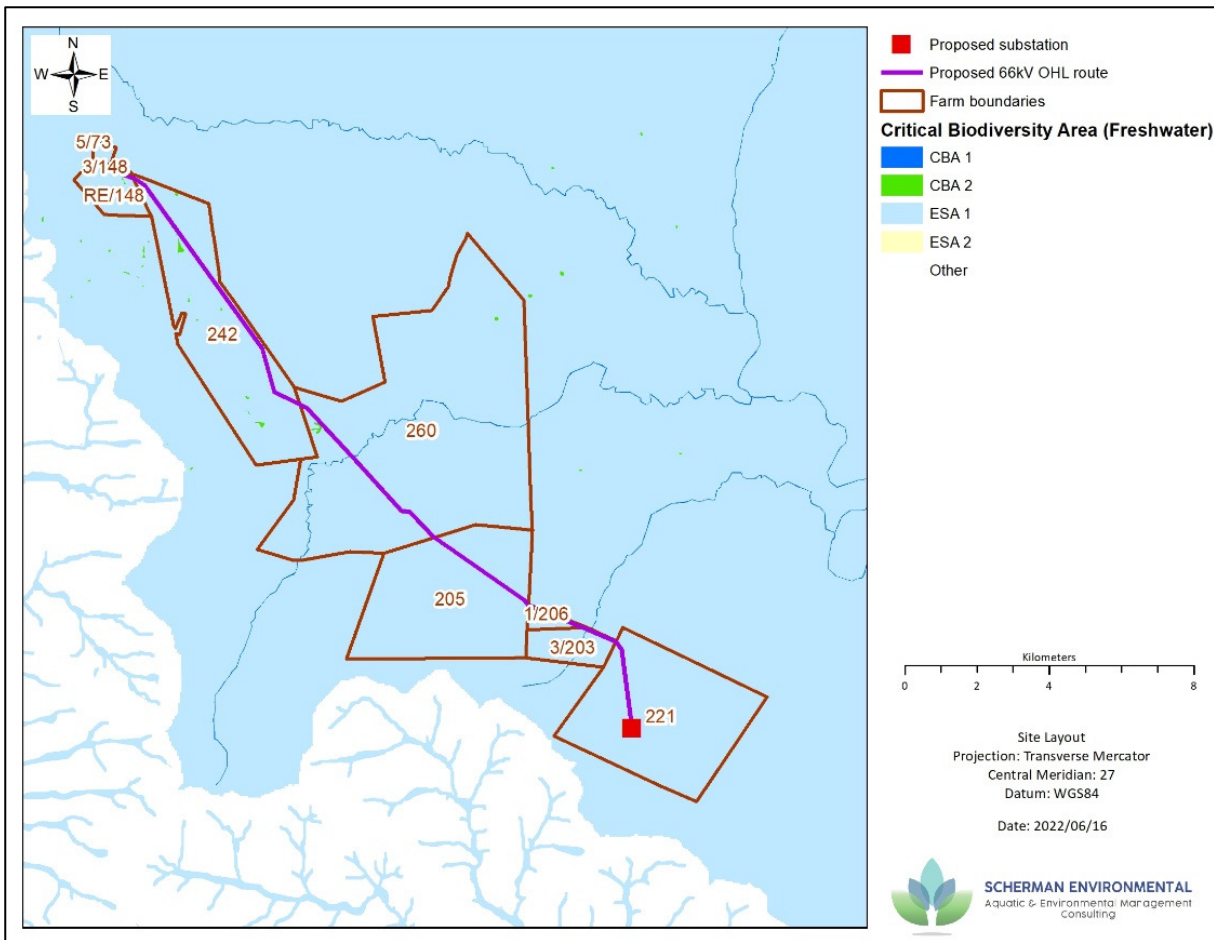 N
W E
S
5/73
3/148
RE/148
242
260
205
1/206
3/203
221
Proposed substation
Proposed 66kV OHL route
Farm boundaries
Critical Biodiversity Area (Freshwater)
CBA 1
CBA 2
ESA 1
ESA 2
Other
Kilometers
0 2 4 6 8
Site Layout
Projection: Transverse Mercator
Central Meridian: 27
Datum: WGS84
Date: 2022/06/16
SCHERMAN ENVIRONMENTAL
Aquatic & Environmental Management
Consulting